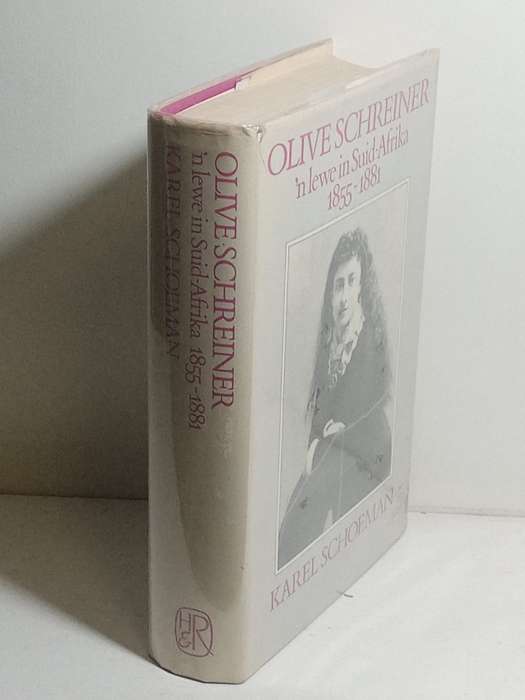 OLIVE SCHREINER
'n lewe in Suid-Afrika
1855-1881
KAREL SCHOEMAN
OLIVE SCHREINER
'n lewe in Suid-Afrika 1855-1881
KAREL SCHOEMAN
H&R